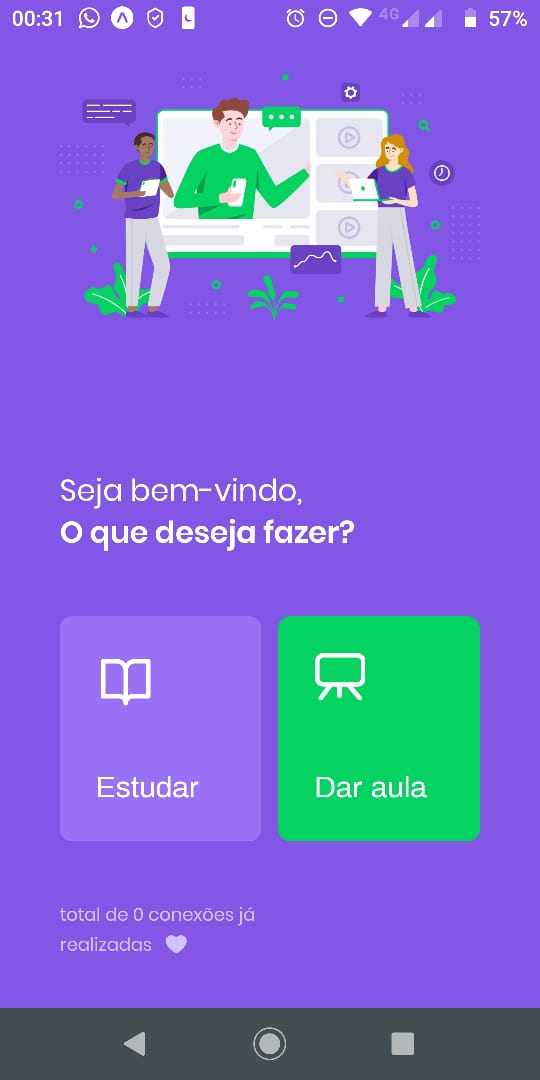 00:31 4G 57%
Seja bem-vindo,
O que deseja fazer?
Estudar Dar aula
total de 0 conexões já
realizadas